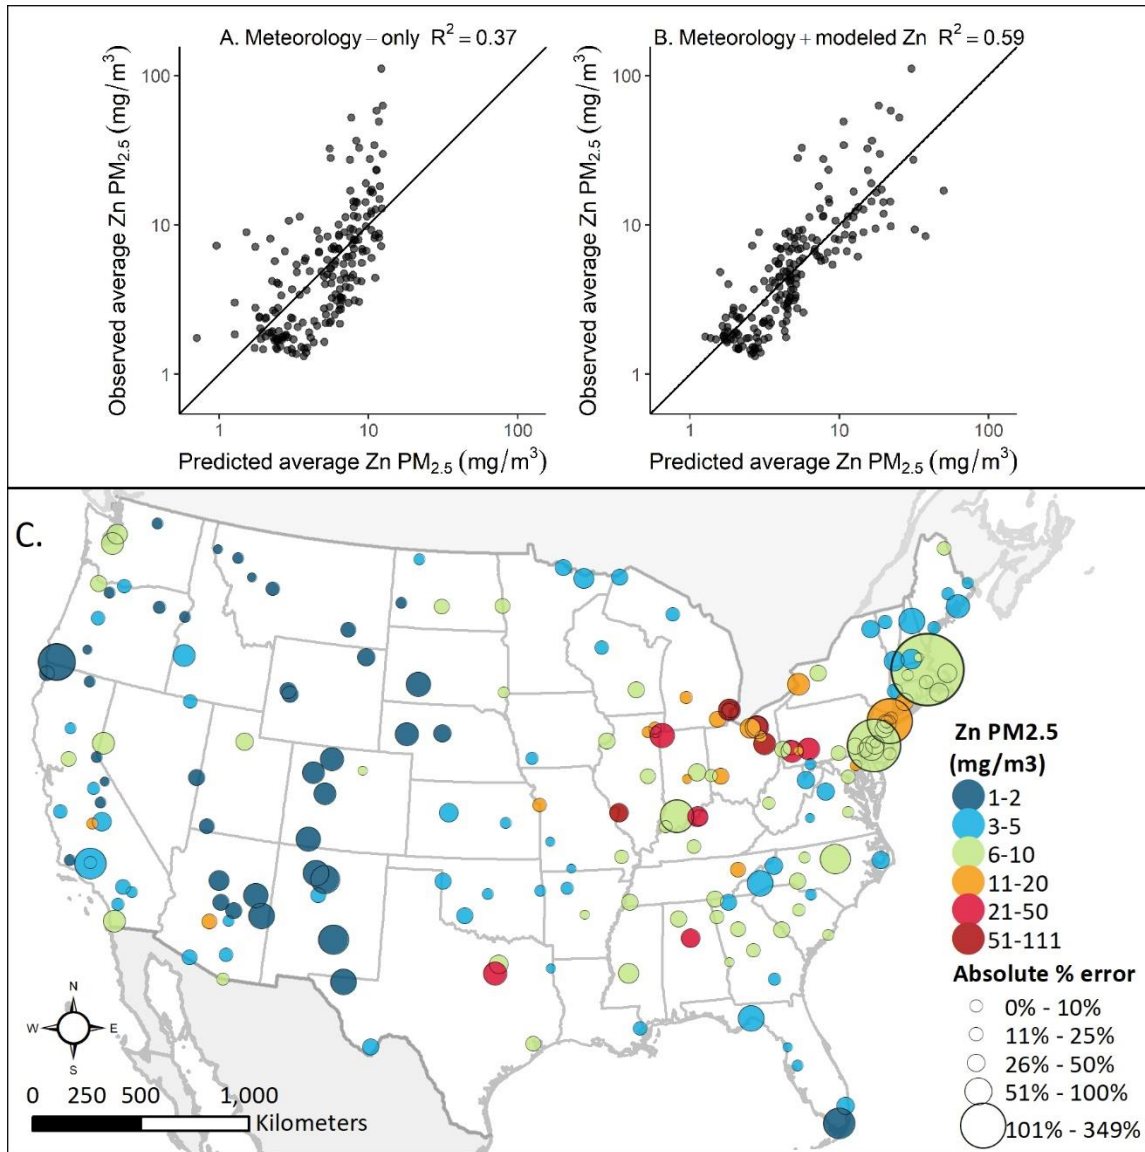 A. Meteorology – only R² = 0.37
B. Meteorology + modeled Zn R² = 0.59
Observed average Zn PM₂.₅ (mg/m³)
100
10
1
1 10 100
Predicted average Zn PM₂.₅ (mg/m³)
Observed average Zn PM₂.₅ (mg/m³)
100
10
1
1 10 100
Predicted average Zn PM₂.₅ (mg/m³)
C.
Zn PM2.5
(mg/m3)
1-2
3-5
6-10
11-20
21-50
51-111
Absolute % error
0% - 10%
11% - 25%
26% - 50%
51% - 100%
101% - 349%
N
W E
S
0 250 500 1,000
Kilometers